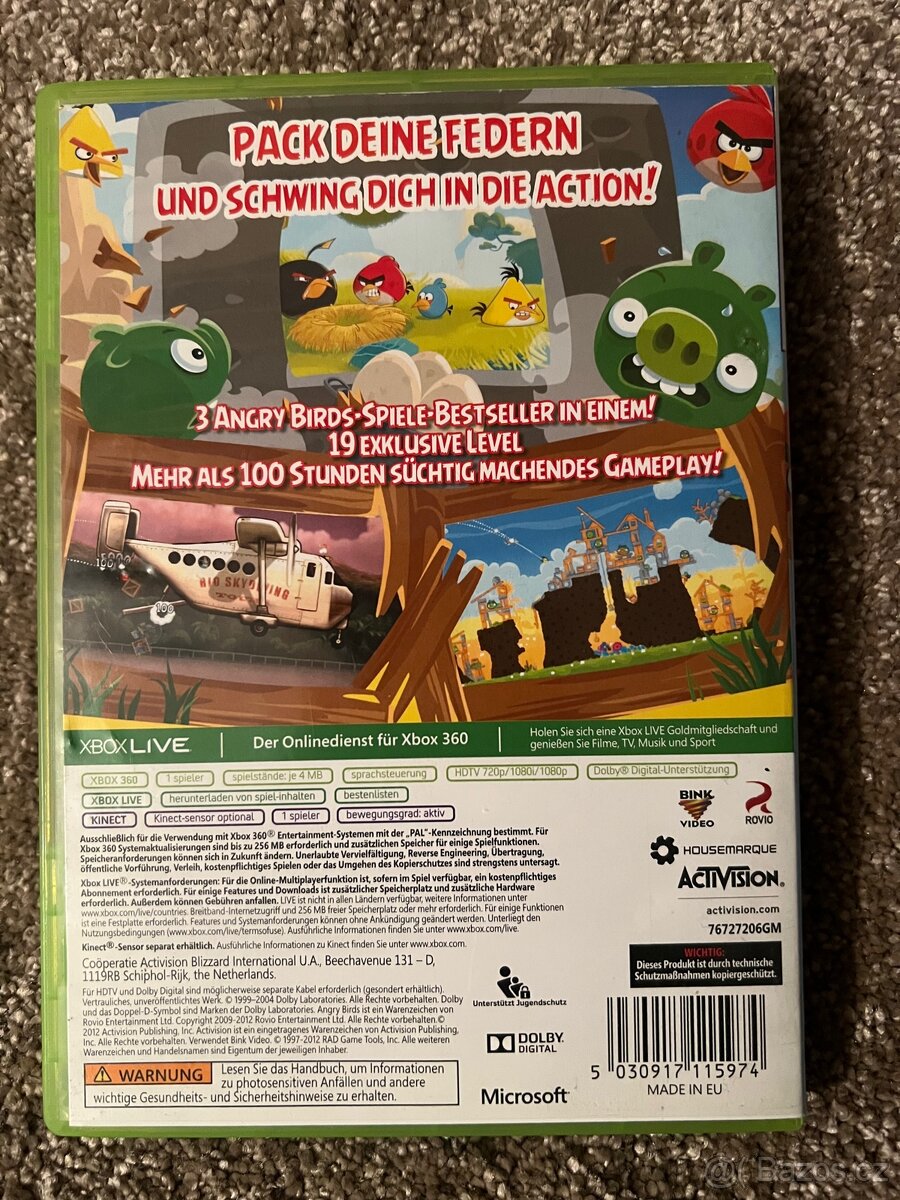 PACK DEINE FEDERN
UND SCHWING DICH IN DIE ACTION!
3 ANGRY BIRDS-SPIELE-BESTSELLER IN EINEM!
19 EXKLUSIVE LEVEL
MEHR ALS 100 STUNDEN SÜCHTIG MACHENDES GAMEPLAY!
RIO SKYDIVING
100
XBOX LIVE
Der Onlinedienst für Xbox 360
Holen Sie sich eine Xbox LIVE Goldmitgliedschaft und
genießen Sie Filme, TV, Musik und Sport
XBOX 360 1 spieler spielstände: je 4 MB sprachsteuerung HDTV 720p/1080i/1080p Dolby® Digital-Unterstützung
XBOX LIVE herunterladen von spiel-inhalten bestenlisten
KINECT Kinect-sensor optional 1 spieler bewegungsgrad: aktiv
Ausschließlich für die Verwendung mit Xbox 360® Entertainment-Systemen mit der „PAL“-Kennzeichnung bestimmt. Für
Xbox 360 Systemaktualisierungen sind bis zu 256 MB erforderlich und zusätzlichen Speicher für einige Spielfunktionen.
Speicheranforderungen können sich in Zukunft ändern. Unerlaubte Vervielfältigung, Reverse Engineering, Übertragung,
öffentliche Vorführung, Verleih, kostenpflichtiges Spielen oder das Umgehen des Kopierschutzes sind strengstens untersagt.
Xbox LIVE®-Systemanforderungen: Für die Online-Multiplayerfunktion ist, sofern im Spiel verfügbar, ein kostenpflichtiges
Abonnement erforderlich. Für einige Features und Downloads ist zusätzlicher Speicherplatz und zusätzliche Hardware
erforderlich. Außerdem können Gebühren anfallen. LIVE ist nicht in allen Ländern verfügbar, weitere Informationen unter
www.xbox.com/live/countries. Breitband-Internetzugriff und 256 MB freier Speicherplatz oder mehr erforderlich. Für einige Funktionen
ist eine Festplatte erforderlich. Features und Systemanforderungen können ohne Ankündigung geändert werden. Unterliegt den
Nutzungsbedingungen (www.xbox.com/live/termsofuse). Ausführliche Informationen finden Sie unter www.xbox.com/live.
Kinect®-Sensor separat erhältlich. Ausführliche Informationen zu Kinect finden Sie unter www.xbox.com.
Coöperatie Activision Blizzard International U.A., Beechavenue 131 – D,
1119RB Schiphol-Rijk, the Netherlands.
Für HDTV und Dolby Digital sind möglicherweise separate Kabel erforderlich (gesondert erhältlich).
Vertrauliches, unveröffentlichtes Werk. © 1999–2004 Dolby Laboratories. Alle Rechte vorbehalten. Dolby
und das Doppel-D-Symbol sind Marken der Dolby Laboratories. Angry Birds ist ein Warenzeichen von
Rovio Entertainment Ltd. Copyright 2009-2012 Rovio Entertainment Ltd. Alle Rechte vorbehalten. ©
2012 Activision Publishing, Inc. Activision ist ein eingetragenes Warenzeichen von Activision Publishing,
Inc. Alle Rechte vorbehalten. Verwendet Bink Video. © 1997-2012 RAD Game Tools, Inc. Alle weiteren
Warenzeichen und Handelsnamen sind Eigentum der jeweiligen Inhaber.
WARNUNG Lesen Sie das Handbuch, um Informationen
zu photosensitiven Anfällen und andere
wichtige Gesundheits- und Sicherheitshinweise zu erhalten.
BINK
VIDEO
ROVIO
HOUSEMARQUE
ACTIVISION.
activision.com
76727206GM
WICHTIG:
Dieses Produkt ist durch technische
Schutzmaßnahmen kopiergeschützt.
Unterstützt Jugendschutz
DOLBY
DIGITAL
Microsoft
5 030917 115974
MADE IN EU
@ Bazos.cz